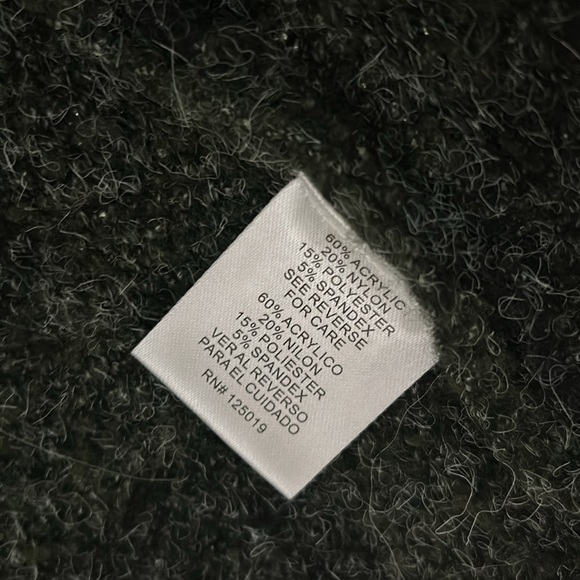 60% ACRYLIC
20% NYLON
15% POLYESTER
5% SPANDEX
SEE REVERSE
FOR CARE
60% ACRYLICO
20% NILON
15% POLIESTER
5% SPANDEX
VER AL REVERSO
PARA EL CUIDADO
RN# 125019